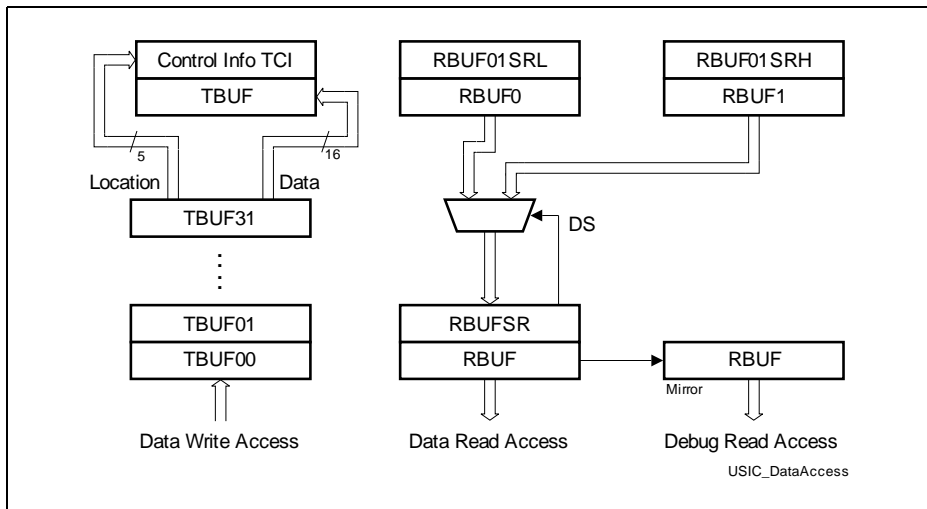 Control Info TCI
TBUF
5
16
Location
Data
TBUF31
TBUF01
TBUF00
Data Write Access
RBUF01SRL
RBUF0
RBUF01SRH
RBUF1
DS
RBUFSR
RBUF
Mirror
RBUF
Data Read Access
Debug Read Access
USIC_DataAccess